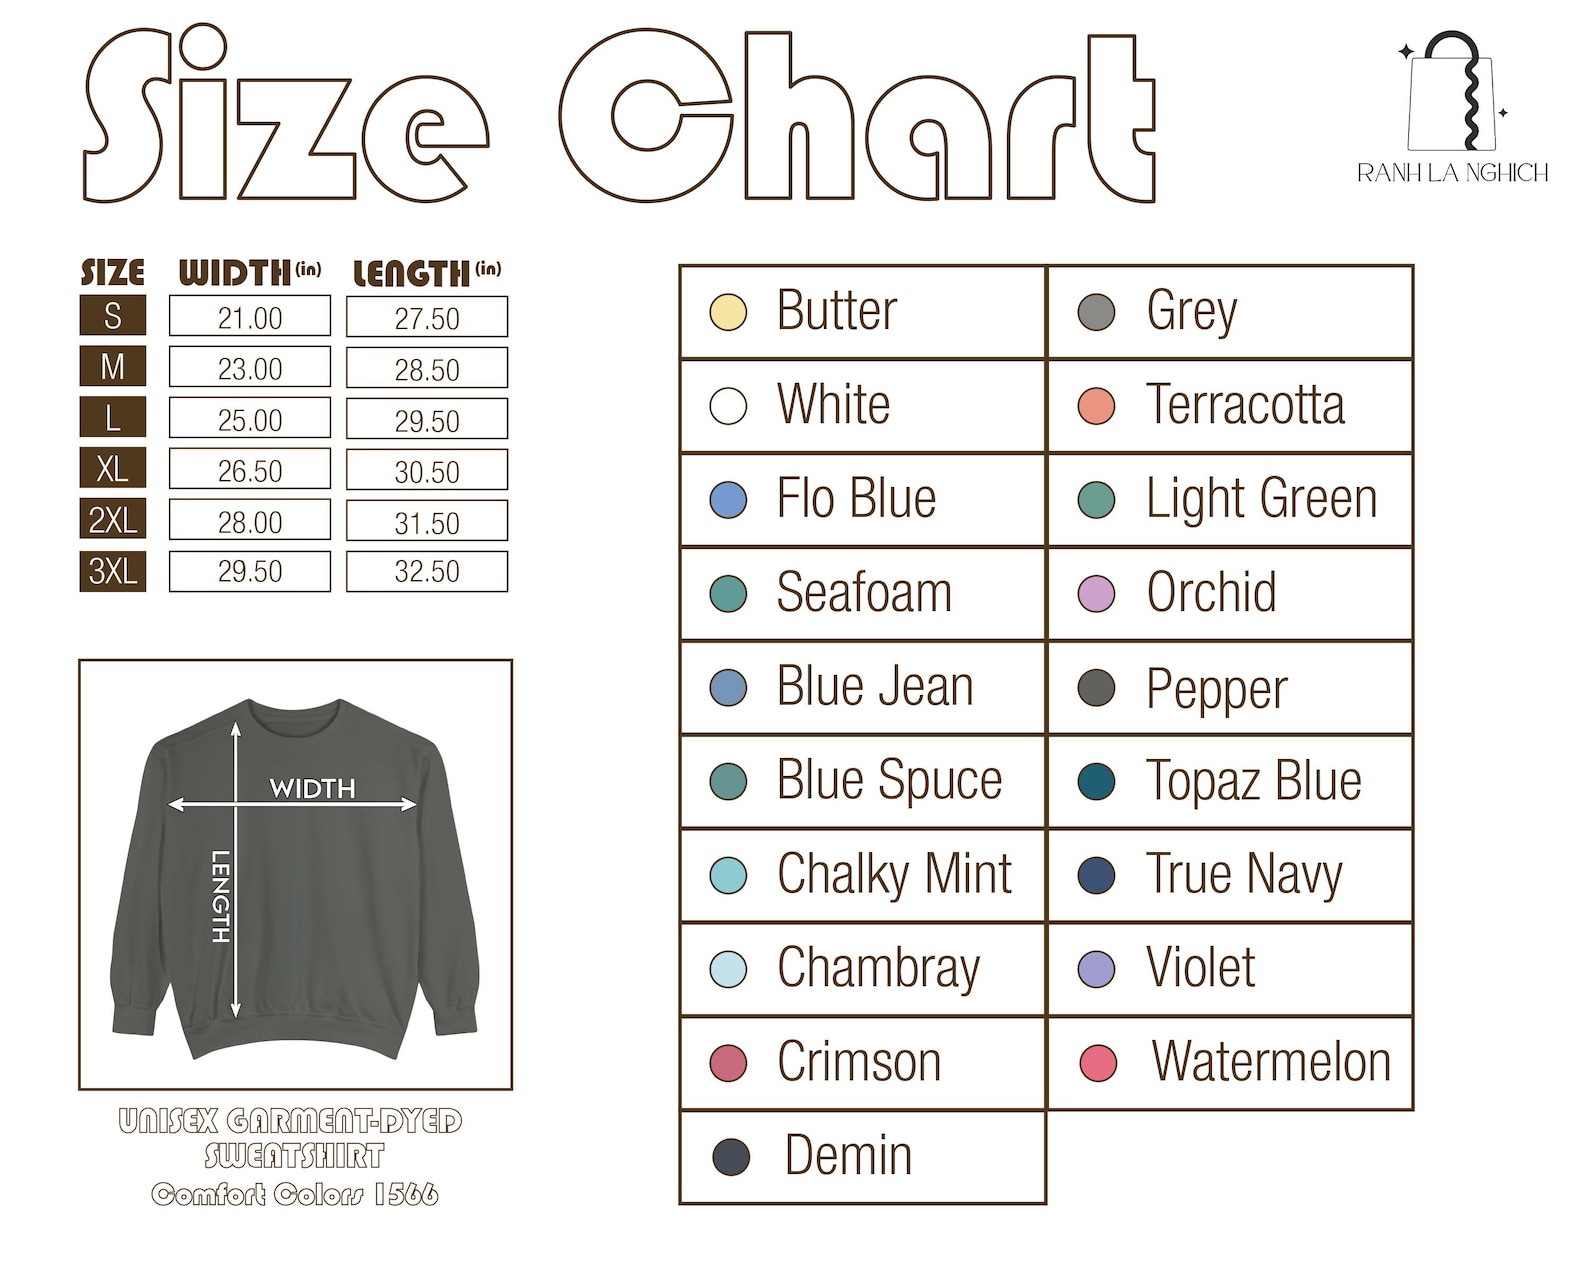 Size Chart
RANH LA NGHICH
SIZE WIDTH (in) LENGTH (in)
S 21.00 27.50
M 23.00 28.50
L 25.00 29.50
XL 26.50 30.50
2XL 28.00 31.50
3XL 29.50 32.50
WIDTH
LENGTH
UNISEX GARMENT-DYED
SWEATSHIRT
Comfort Colors 1566
Butter Grey
White Terracotta
Flo Blue Light Green
Seafoam Orchid
Blue Jean Pepper
Blue Spuce Topaz Blue
Chalky Mint True Navy
Chambray Violet
Crimson Watermelon
Demin